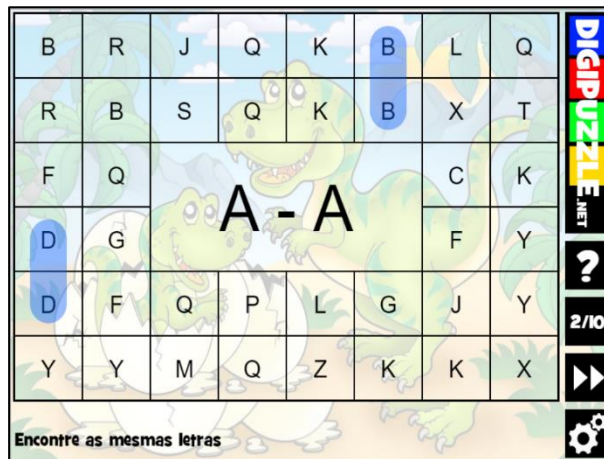 B R J Q K B L Q
R B S Q K B X T
F Q C K
A - A
D G F Y
D F Q P L G J Y
Y Y M Q Z K K X
Encontre as mesmas letras
DIGIPUZZLE.NET
?
2/10